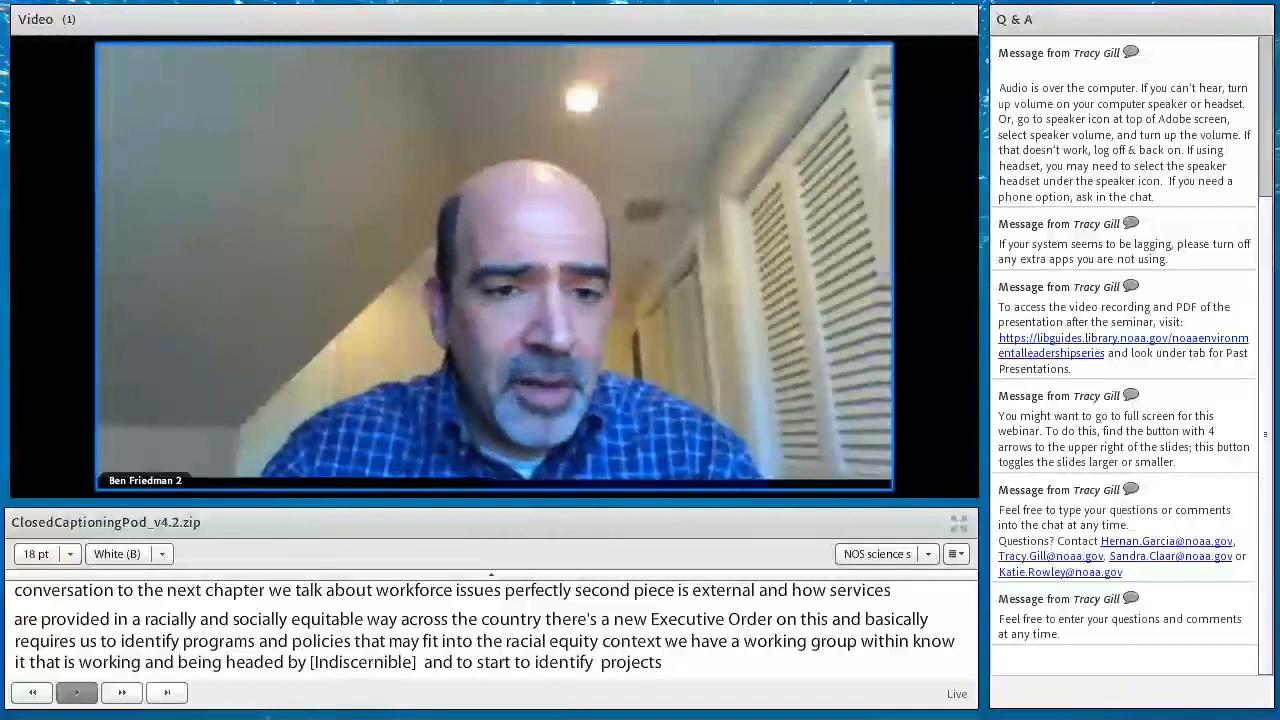 Video (1)
Ben Friedman 2
ClosedCaptioningPod_v4.2.zip
18 pt
White (B)
NOS science s
conversation to the next chapter we talk about workforce issues perfectly second piece is external and how services
are provided in a racially and socially equitable way across the country there's a new Executive Order on this and basically
requires us to identify programs and policies that may fit into the racial equity context we have a working group within know
it that is working and being headed by [Indiscernible] and to start to identify projects
Live
Q & A
Message from Tracy Gill
Audio is over the computer. If you can't hear, turn
up volume on your computer speaker or headset.
Or, go to speaker icon at top of Adobe screen,
select speaker volume, and turn up the volume. If
that doesn't work, log off & back on. If using
headset, you may need to select the speaker
headset under the speaker icon. If you need a
phone option, ask in the chat.
Message from Tracy Gill
If your system seems to be lagging, please turn off
any extra apps you are not using.
Message from Tracy Gill
To access the video recording and PDF of the
presentation after the seminar, visit:
https://libguides.library.noaa.gov/noaaenvironm
entalleadershipseries and look under tab for Past
Presentations.
Message from Tracy Gill
You might want to go to full screen for this
webinar. To do this, find the button with 4
arrows to the upper right of the slides; this button
toggles the slides larger or smaller.
Message from Tracy Gill
Feel free to type your questions or comments
into the chat at any time.
Questions? Contact Hernan.Garcia@noaa.gov,
Tracy.Gill@noaa.gov, Sandra.Claar@noaa.gov or
Katie.Rowley@noaa.gov
Message from Tracy Gill
Feel free to enter your questions and comments
at any time.